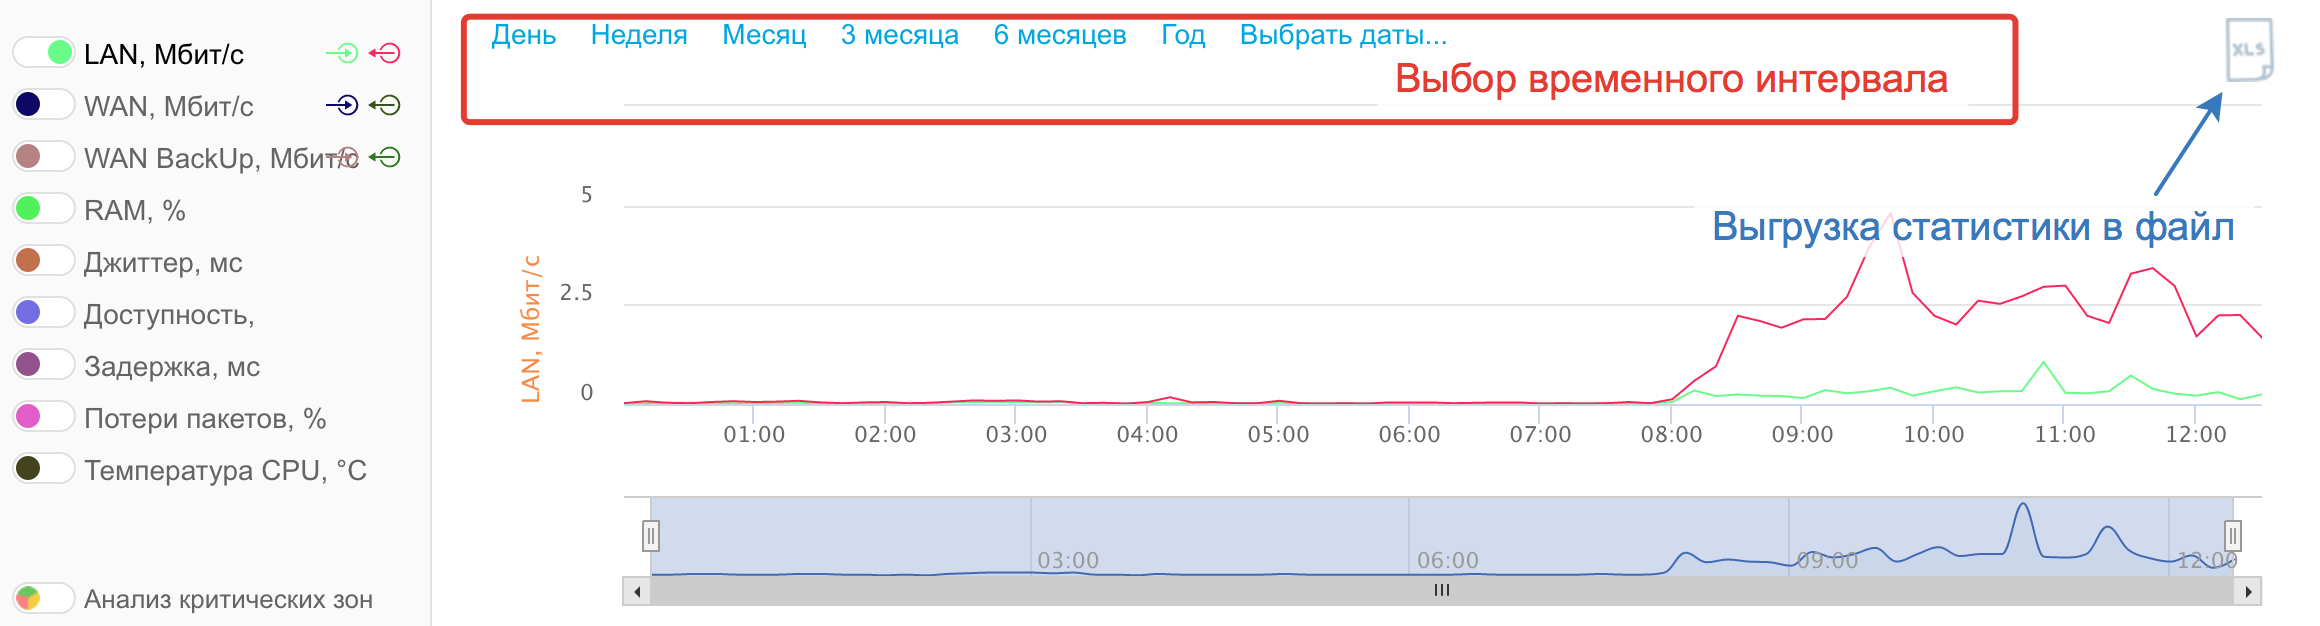 LAN, Мбит/с
WAN, Мбит/с
WAN BackUp, Мбит/с
RAM, %
Джиттер, мс
Доступность,
Задержка, мс
Потери пакетов, %
Температура CPU, °C
Анализ критических зон
День Неделя Месяц 3 месяца 6 месяцев Год Выбрать даты...
Выбор временного интервала
XLS
Выгрузка статистики в файл
5
2.5
0
LAN, Мбит/с
01:00 02:00 03:00 04:00 05:00 06:00 07:00 08:00 09:00 10:00 11:00 12:00
03:00 06:00 09:00 12:00